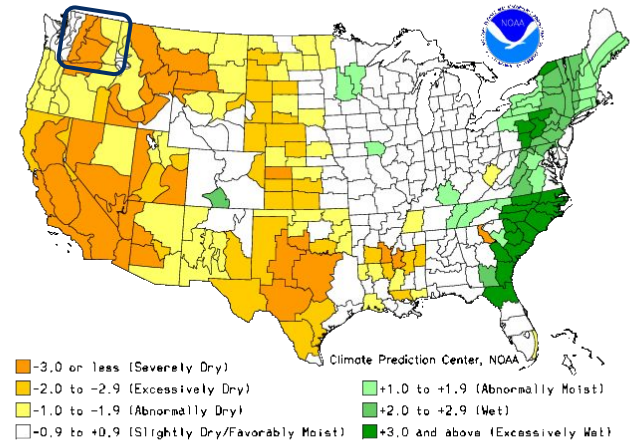 NOAA
Climate Prediction Center, NOAA
-3.0 or less (Severely Dry)
-2.0 to -2.9 (Excessively Dry)
-1.0 to -1.9 (Abnormally Dry)
-0.9 to +0.9 (Slightly Dry/Favorably Moist)
+1.0 to +1.9 (Abnormally Moist)
+2.0 to +2.9 (Wet)
+3.0 and above (Excessively Wet)